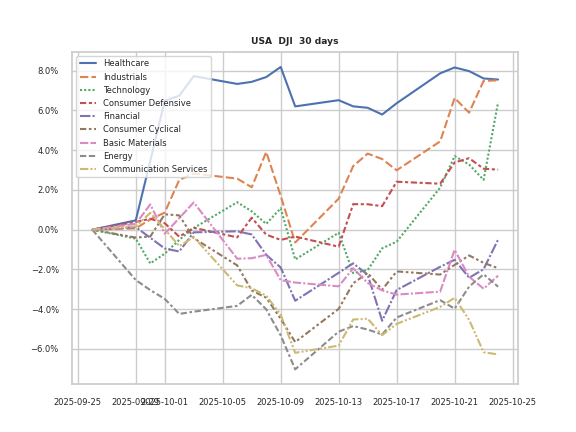 USA DJI 30 days
Healthcare
Industrials
Technology
Consumer Defensive
Financial
Consumer Cyclical
Basic Materials
Energy
Communication Services
8.0%
6.0%
4.0%
2.0%
0.0%
−2.0%
−4.0%
−6.0%
2025-09-25 2025-09-29 2025-10-01 2025-10-05 2025-10-09 2025-10-13 2025-10-17 2025-10-21 2025-10-25